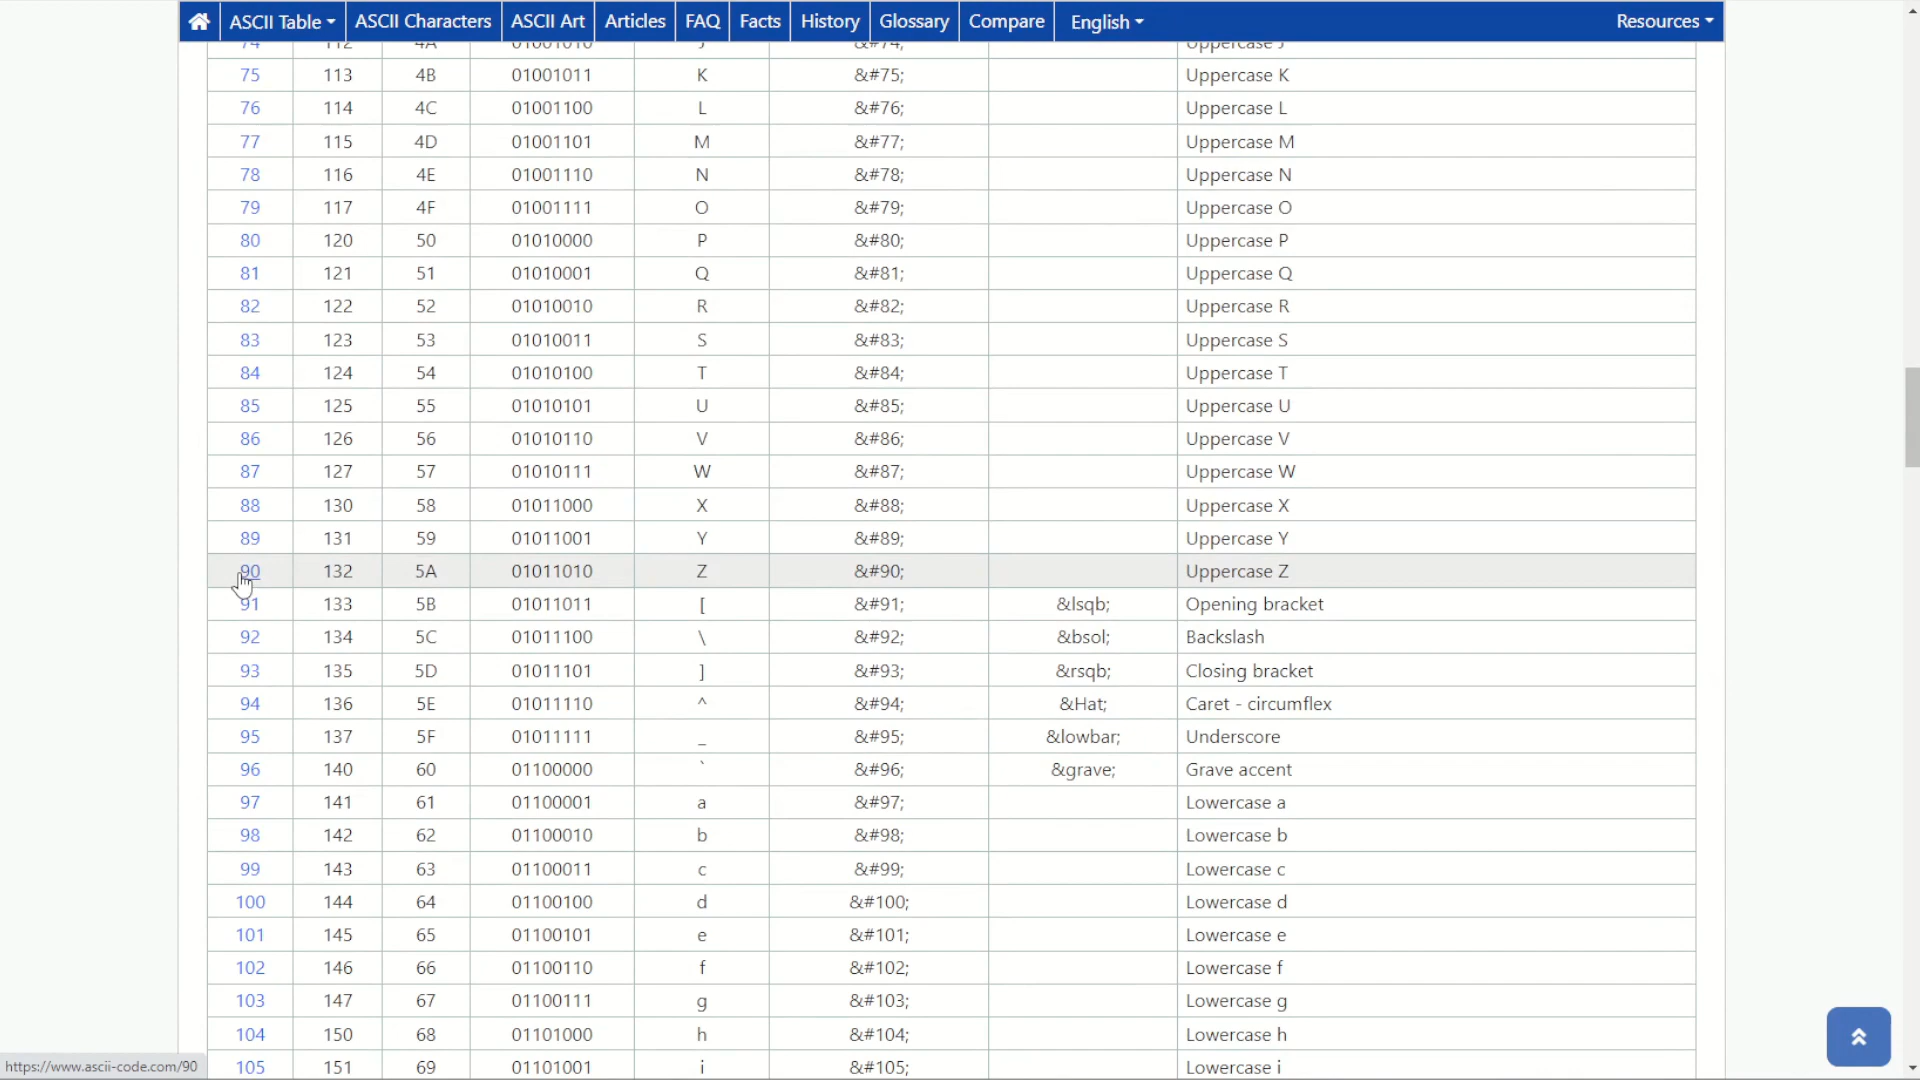 ASCII Table ASCII Characters ASCII Art Articles FAQ Facts History Glossary Compare English Resources
74 112 4A 01001010 J &#74; Uppercase J
75 113 4B 01001011 K &#75; Uppercase K
76 114 4C 01001100 L &#76; Uppercase L
77 115 4D 01001101 M &#77; Uppercase M
78 116 4E 01001110 N &#78; Uppercase N
79 117 4F 01001111 O &#79; Uppercase O
80 120 50 01010000 P &#80; Uppercase P
81 121 51 01010001 Q &#81; Uppercase Q
82 122 52 01010010 R &#82; Uppercase R
83 123 53 01010011 S &#83; Uppercase S
84 124 54 01010100 T &#84; Uppercase T
85 125 55 01010101 U &#85; Uppercase U
86 126 56 01010110 V &#86; Uppercase V
87 127 57 01010111 W &#87; Uppercase W
88 130 58 01011000 X &#88; Uppercase X
89 131 59 01011001 Y &#89; Uppercase Y
90 132 5A 01011010 Z &#90; Uppercase Z
91 133 5B 01011011 [ &#91; &lsqb; Opening bracket
92 134 5C 01011100 \ &#92; &bsol; Backslash
93 135 5D 01011101 ] &#93; &rsqb; Closing bracket
94 136 5E 01011110 ^ &#94; &Hat; Caret - circumflex
95 137 5F 01011111 _ &#95; &lowbar; Underscore
96 140 60 01100000 ` &#96; &grave; Grave accent
97 141 61 01100001 a &#97; Lowercase a
98 142 62 01100010 b &#98; Lowercase b
99 143 63 01100011 c &#99; Lowercase c
100 144 64 01100100 d &#100; Lowercase d
101 145 65 01100101 e &#101; Lowercase e
102 146 66 01100110 f &#102; Lowercase f
103 147 67 01100111 g &#103; Lowercase g
104 150 68 01101000 h &#104; Lowercase h
105 151 69 01101001 i &#105; Lowercase i
https://www.ascii-code.com/90